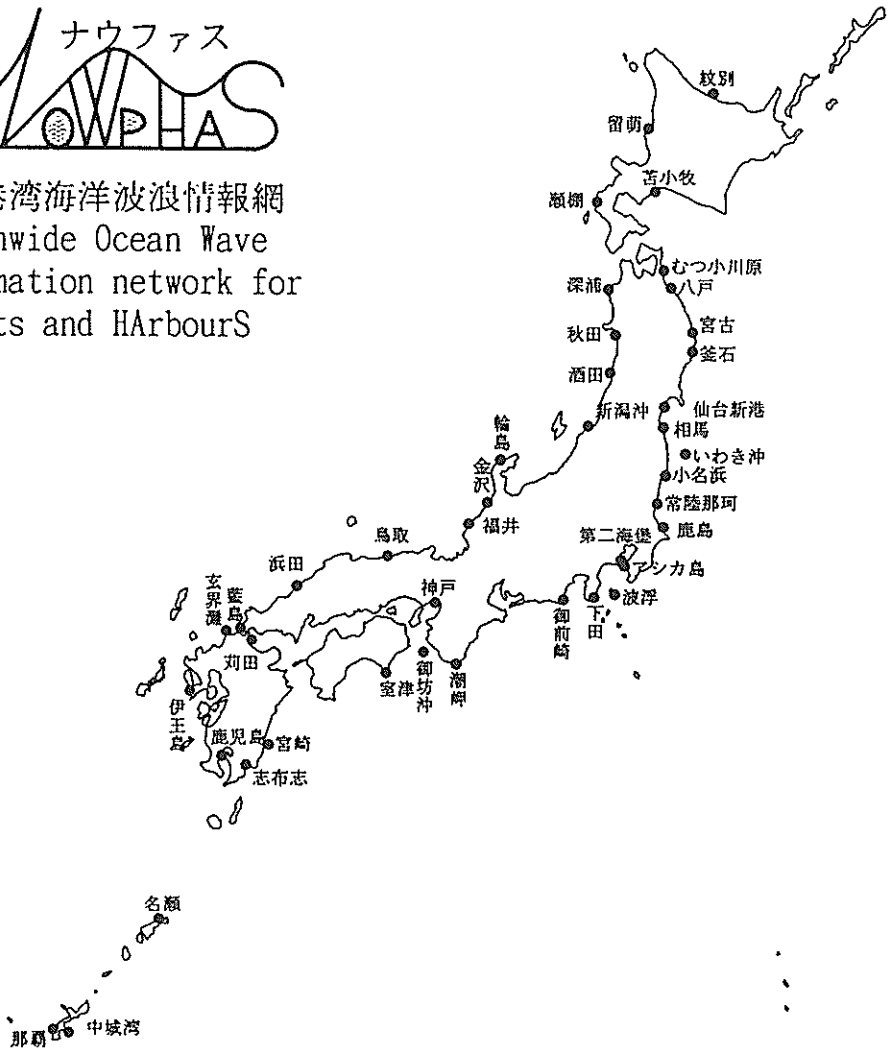 ナウファス
NOWPHAS
港湾海洋波浪情報網
nwide Ocean Wave
mation network for
ts and HArbourS
紋別
留萌
苫小牧
瀬棚
むつ小川原
深浦
八戸
秋田
宮古
釜石
酒田
新潟沖
仙台新港
相馬
輪島
いわき沖
金沢
小名浜
常陸那珂
福井
鹿島
鳥取
第二海堡
アシカ島
浜田
神戸
波浮
玄界灘
藍島
御前崎
下田
苅田
室津
御坊沖
潮岬
伊王島
鹿児島
宮崎
志布志
名瀬
那覇
中城湾